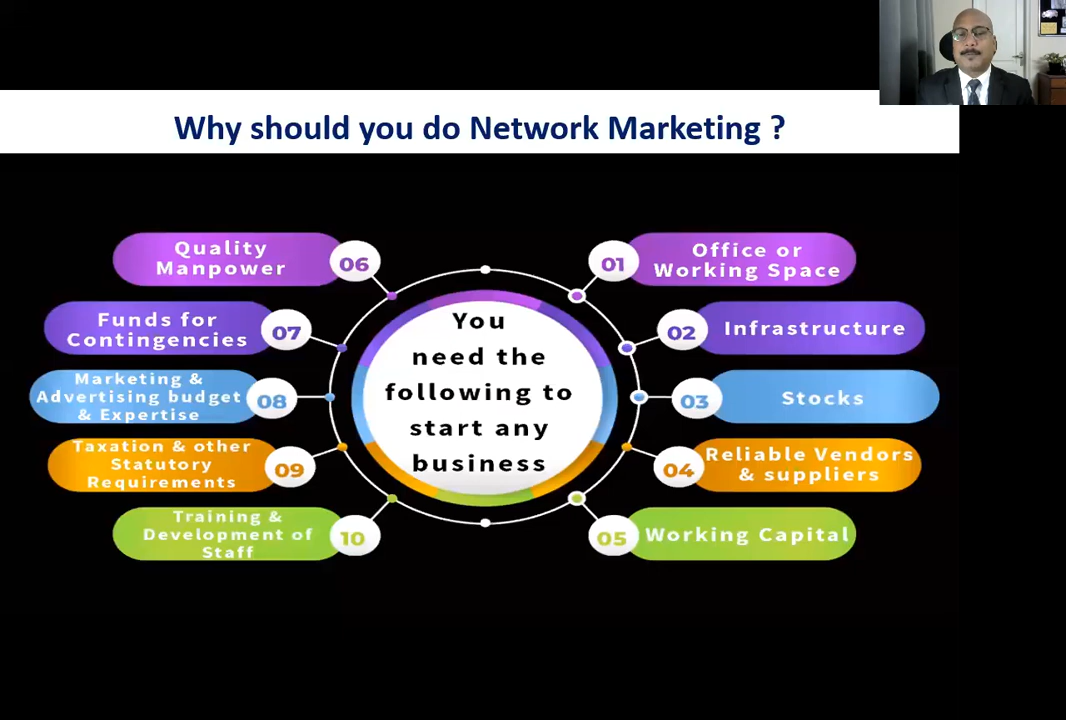 Why should you do Network Marketing ?
You
need the
following to
start any
business
01
Office or
Working Space
02
Infrastructure
03
Stocks
04
Reliable Vendors
& suppliers
05
Working Capital
06
Quality
Manpower
07
Funds for
Contingencies
08
Marketing &
Advertising budget
& Expertise
09
Taxation & other
Statutory
Requirements
10
Training &
Development of
Staff